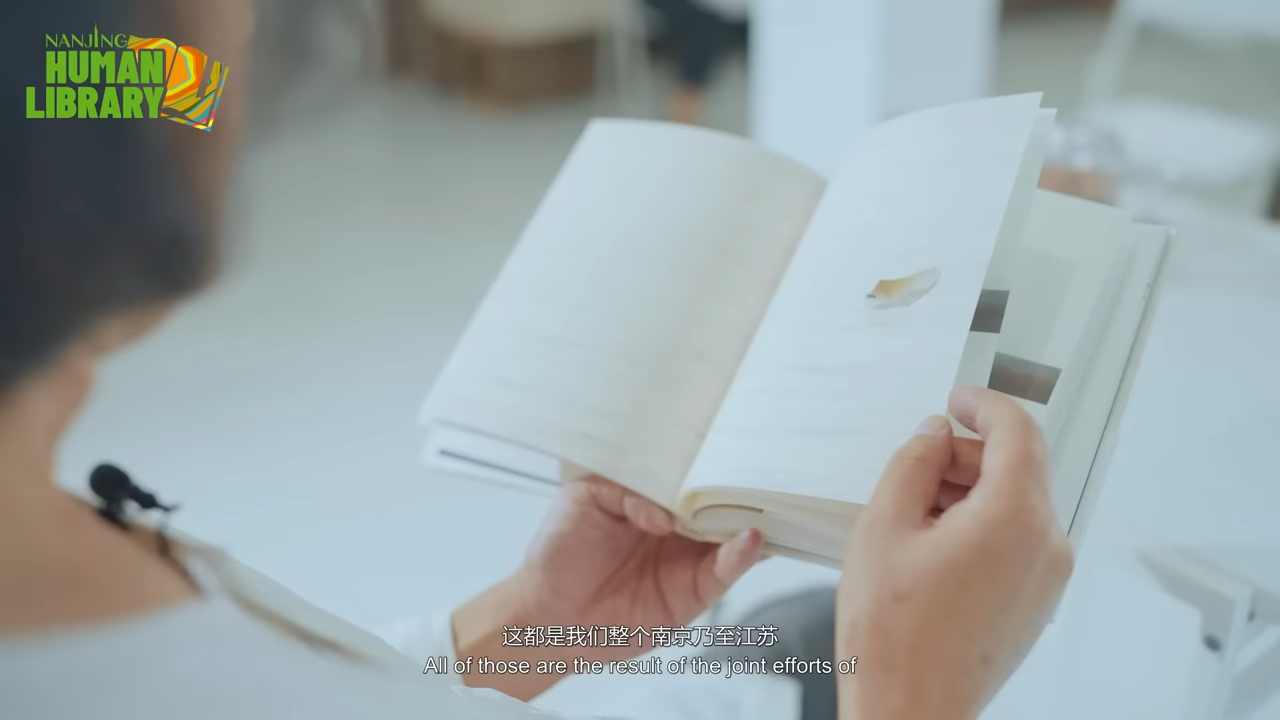 NANJING
HUMAN
LIBRARY
这都是我们整个南京乃至江苏
All of those are the result of the joint efforts of